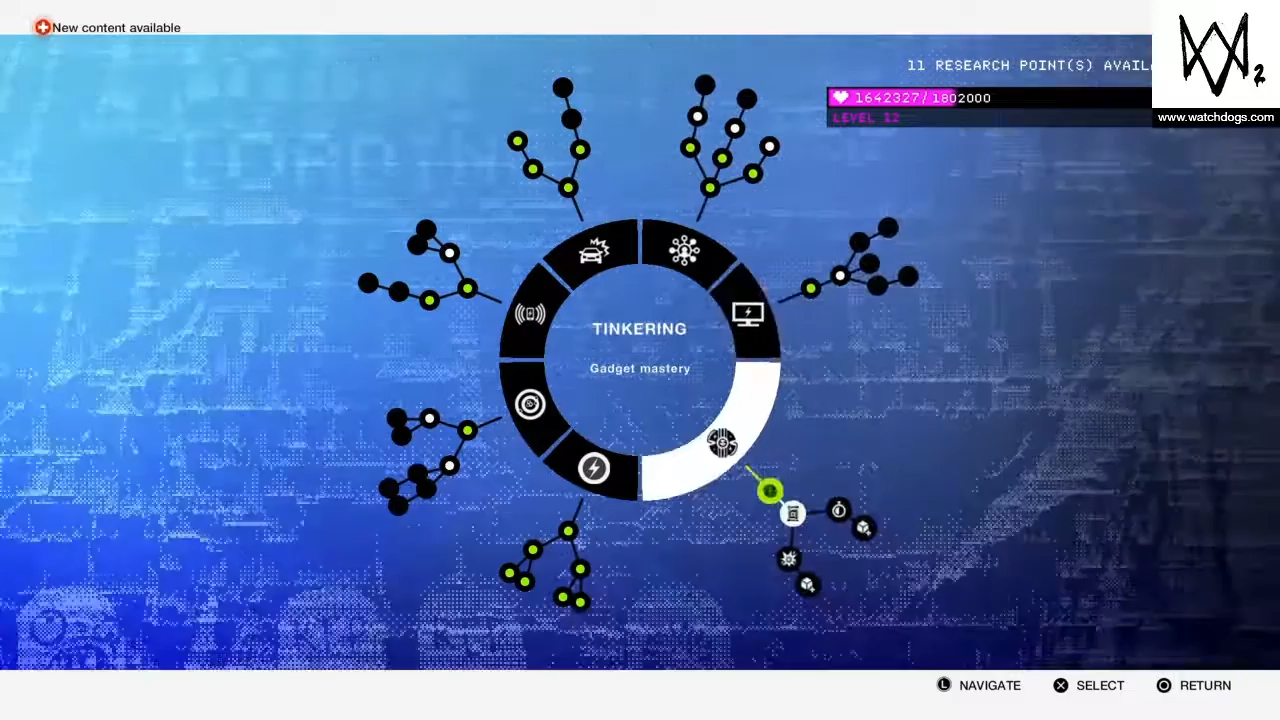 New content available
11 RESEARCH POINT(S) AVAIL
1642327/1802000
LEVEL 12
2
www.watchdogs.com
TINKERING
Gadget mastery
L NAVIGATE
SELECT
RETURN